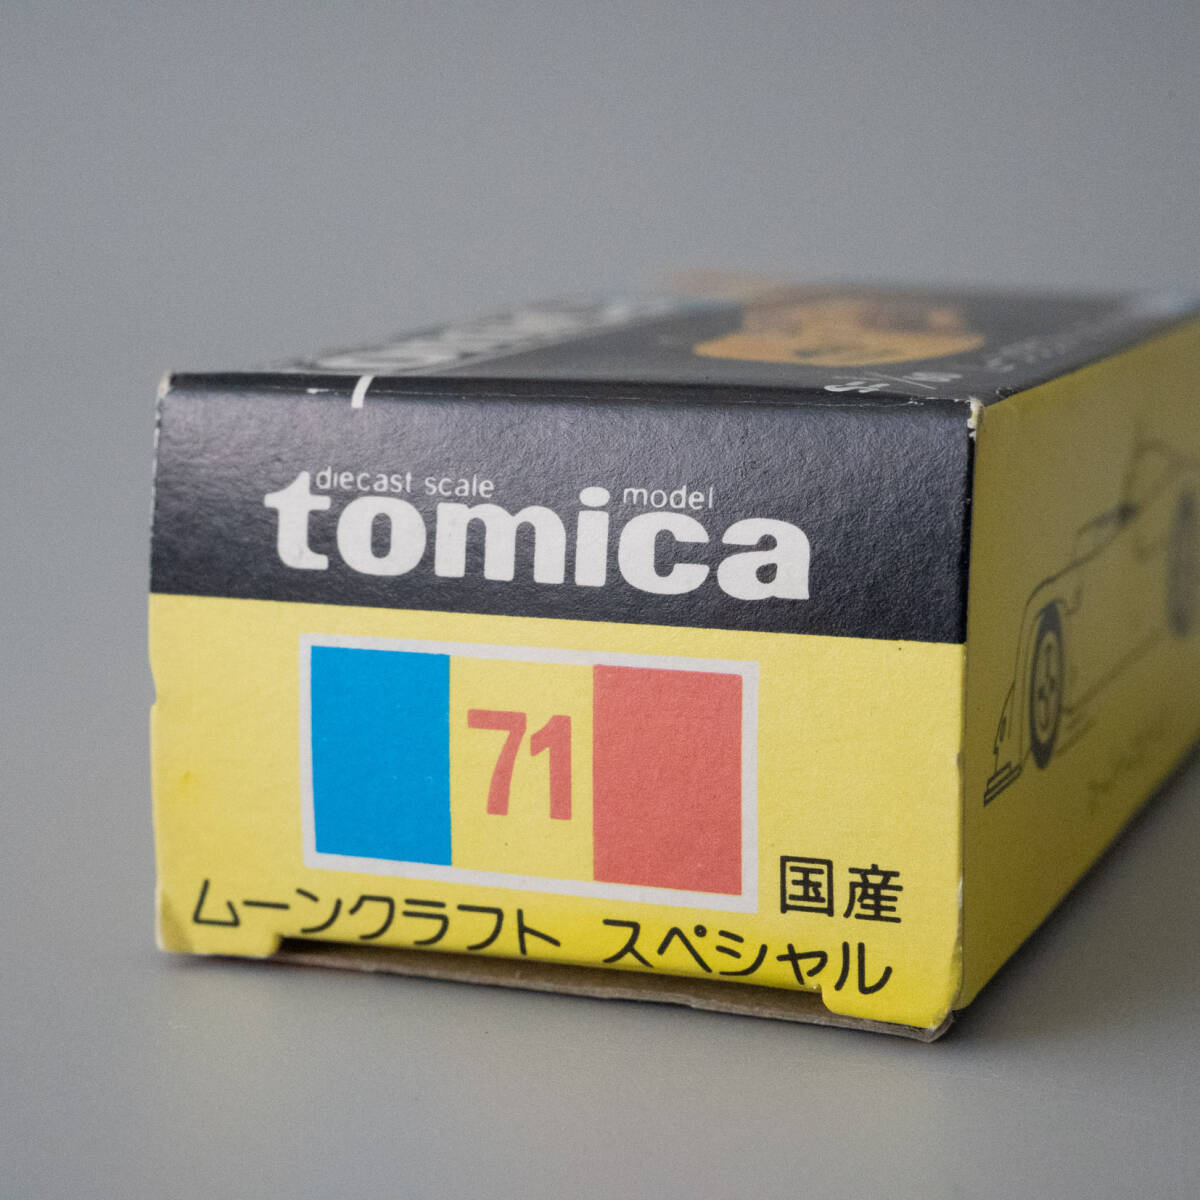 diecast scale model
tomica
71
国産
ムーンクラフト スペシャル